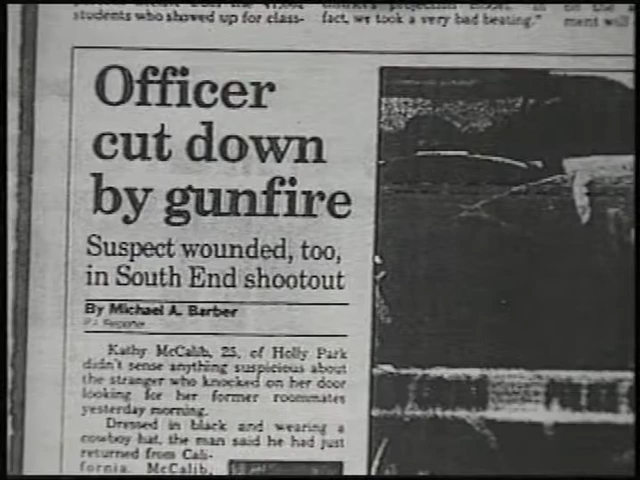 students who showed up for class-
fact, we took a very bad beating."
ment will
Officer
cut down
by gunfire
Suspect wounded, too,
in South End shootout
By Michael A. Barber
P-I Reporter
Kathy McCalib, 25, of Holly Park
didn't sense anything suspicious about
the stranger who knocked on her door
looking for her former roommates
yesterday morning.
Dressed in black and wearing a
cowboy hat, the man said he had just
returned from Cali-
fornia. McCalib,